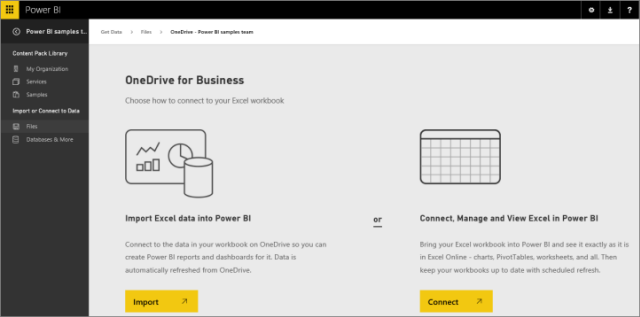 Power BI
?
Power BI samples t...
Get Data > Files > OneDrive - Power BI samples team
Content Pack Library
My Organization
Services
Samples
Import or Connect to Data
Files
Databases & More
OneDrive for Business
Choose how to connect to your Excel workbook
Import Excel data into Power BI
Connect to the data in your workbook on OneDrive so you can
create Power BI reports and dashboards for it. Data is
automatically refreshed from OneDrive.
Import
or
Connect, Manage and View Excel in Power BI
Bring your Excel workbook into Power BI and see it exactly as it is
in Excel Online - charts, PivotTables, worksheets, and all. Then
keep your workbooks up to date with scheduled refresh.
Connect